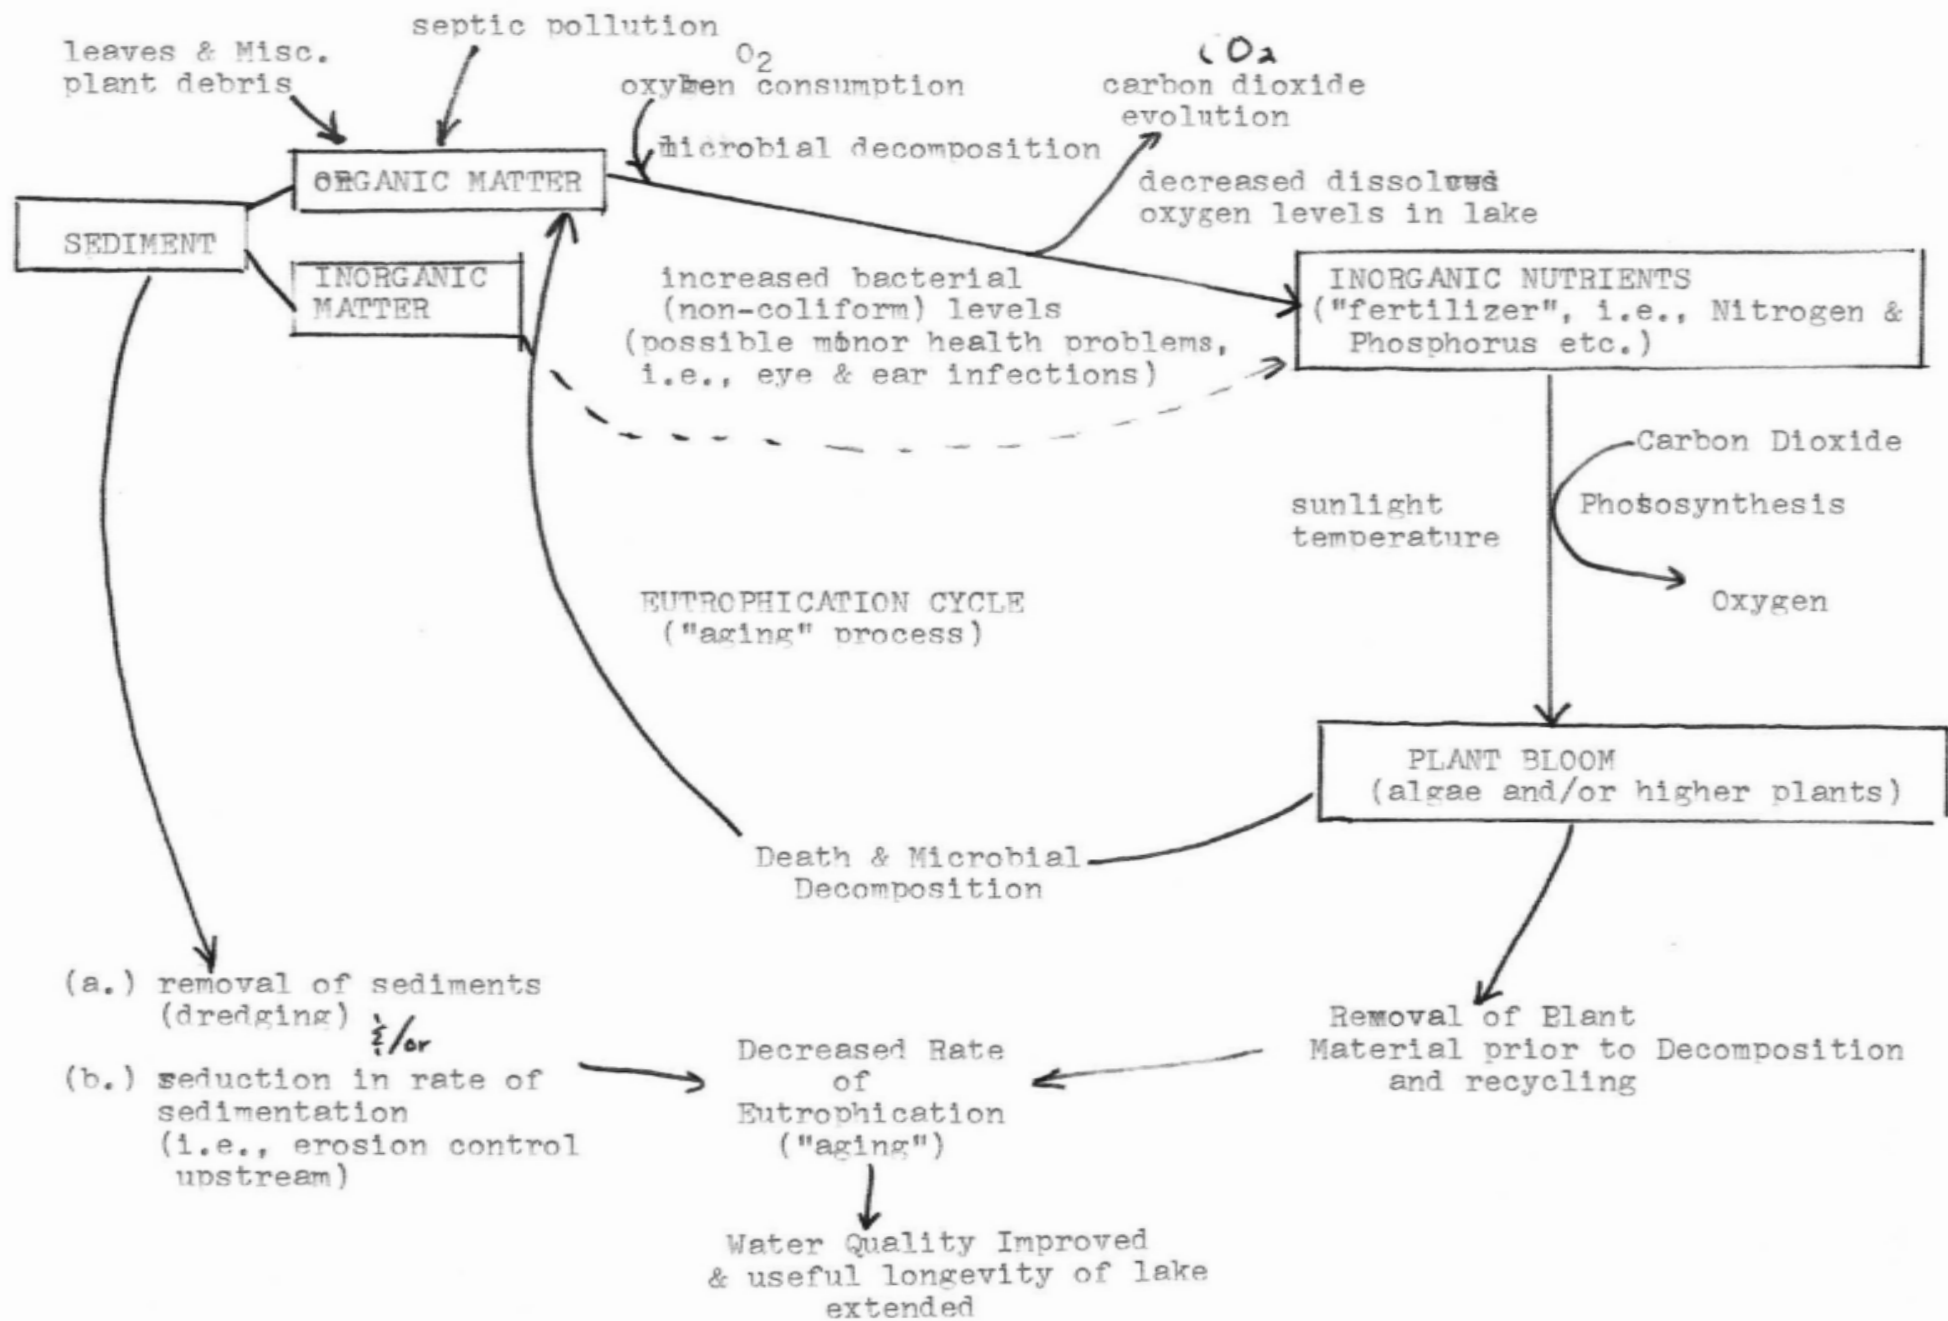 septic pollution
leaves & Misc.
plant debris
O₂
oxygen consumption
CO₂
carbon dioxide
evolution
microbial decomposition
ORGANIC MATTER
decreased dissolved
oxygen levels in lake
SEDIMENT
INORGANIC
MATTER
increased bacterial
(non-coliform) levels
(possible minor health problems,
i.e., eye & ear infections)
INORGANIC NUTRIENTS
("fertilizer", i.e., Nitrogen &
Phosphorus etc.)
Carbon Dioxide
sunlight
temperature
Photosynthesis
Oxygen
EUTROPHICATION CYCLE
("aging" process)
PLANT BLOOM
(algae and/or higher plants)
Death & Microbial
Decomposition
(a.) removal of sediments
(dredging) &/or
(b.) reduction in rate of
sedimentation
(i.e., erosion control
upstream)
Decreased Rate
of
Eutrophication
("aging")
Removal of Plant
Material prior to Decomposition
and recycling
Water Quality Improved
& useful longevity of lake
extended